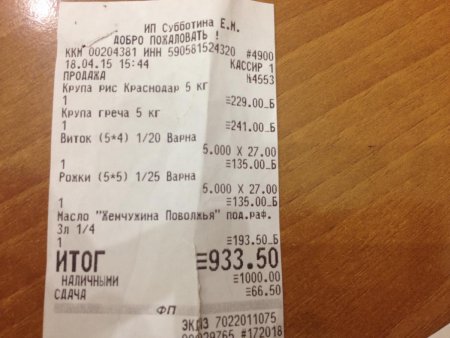 ИП Субботина Е.М.
ДОБРО ПОЖАЛОВАТЬ !
ККМ 00204381 ИНН 590581524320 #4900
18.04.15 15:44 КАССИР 1
ПРОДАЖА №4553
Крупа рис Краснодар 5 кг
1 ≡229.00_Б
Крупа греча 5 кг
1 ≡241.00_Б
Виток (5*4) 1/20 Варна
5.000 X 27.00
1 ≡135.00_Б
Рожки (5*5) 1/25 Варна
5.000 X 27.00
1 ≡135.00_Б
Масло "Жемчужина Поволжья" под.раф.
3л 1/4
1 ≡193.50_Б
ИТОГ ≡933.50
НАЛИЧНЫМИ ≡1000.00
СДАЧА ≡66.50
ФП
ЭКЛЗ 7022011075
#172018